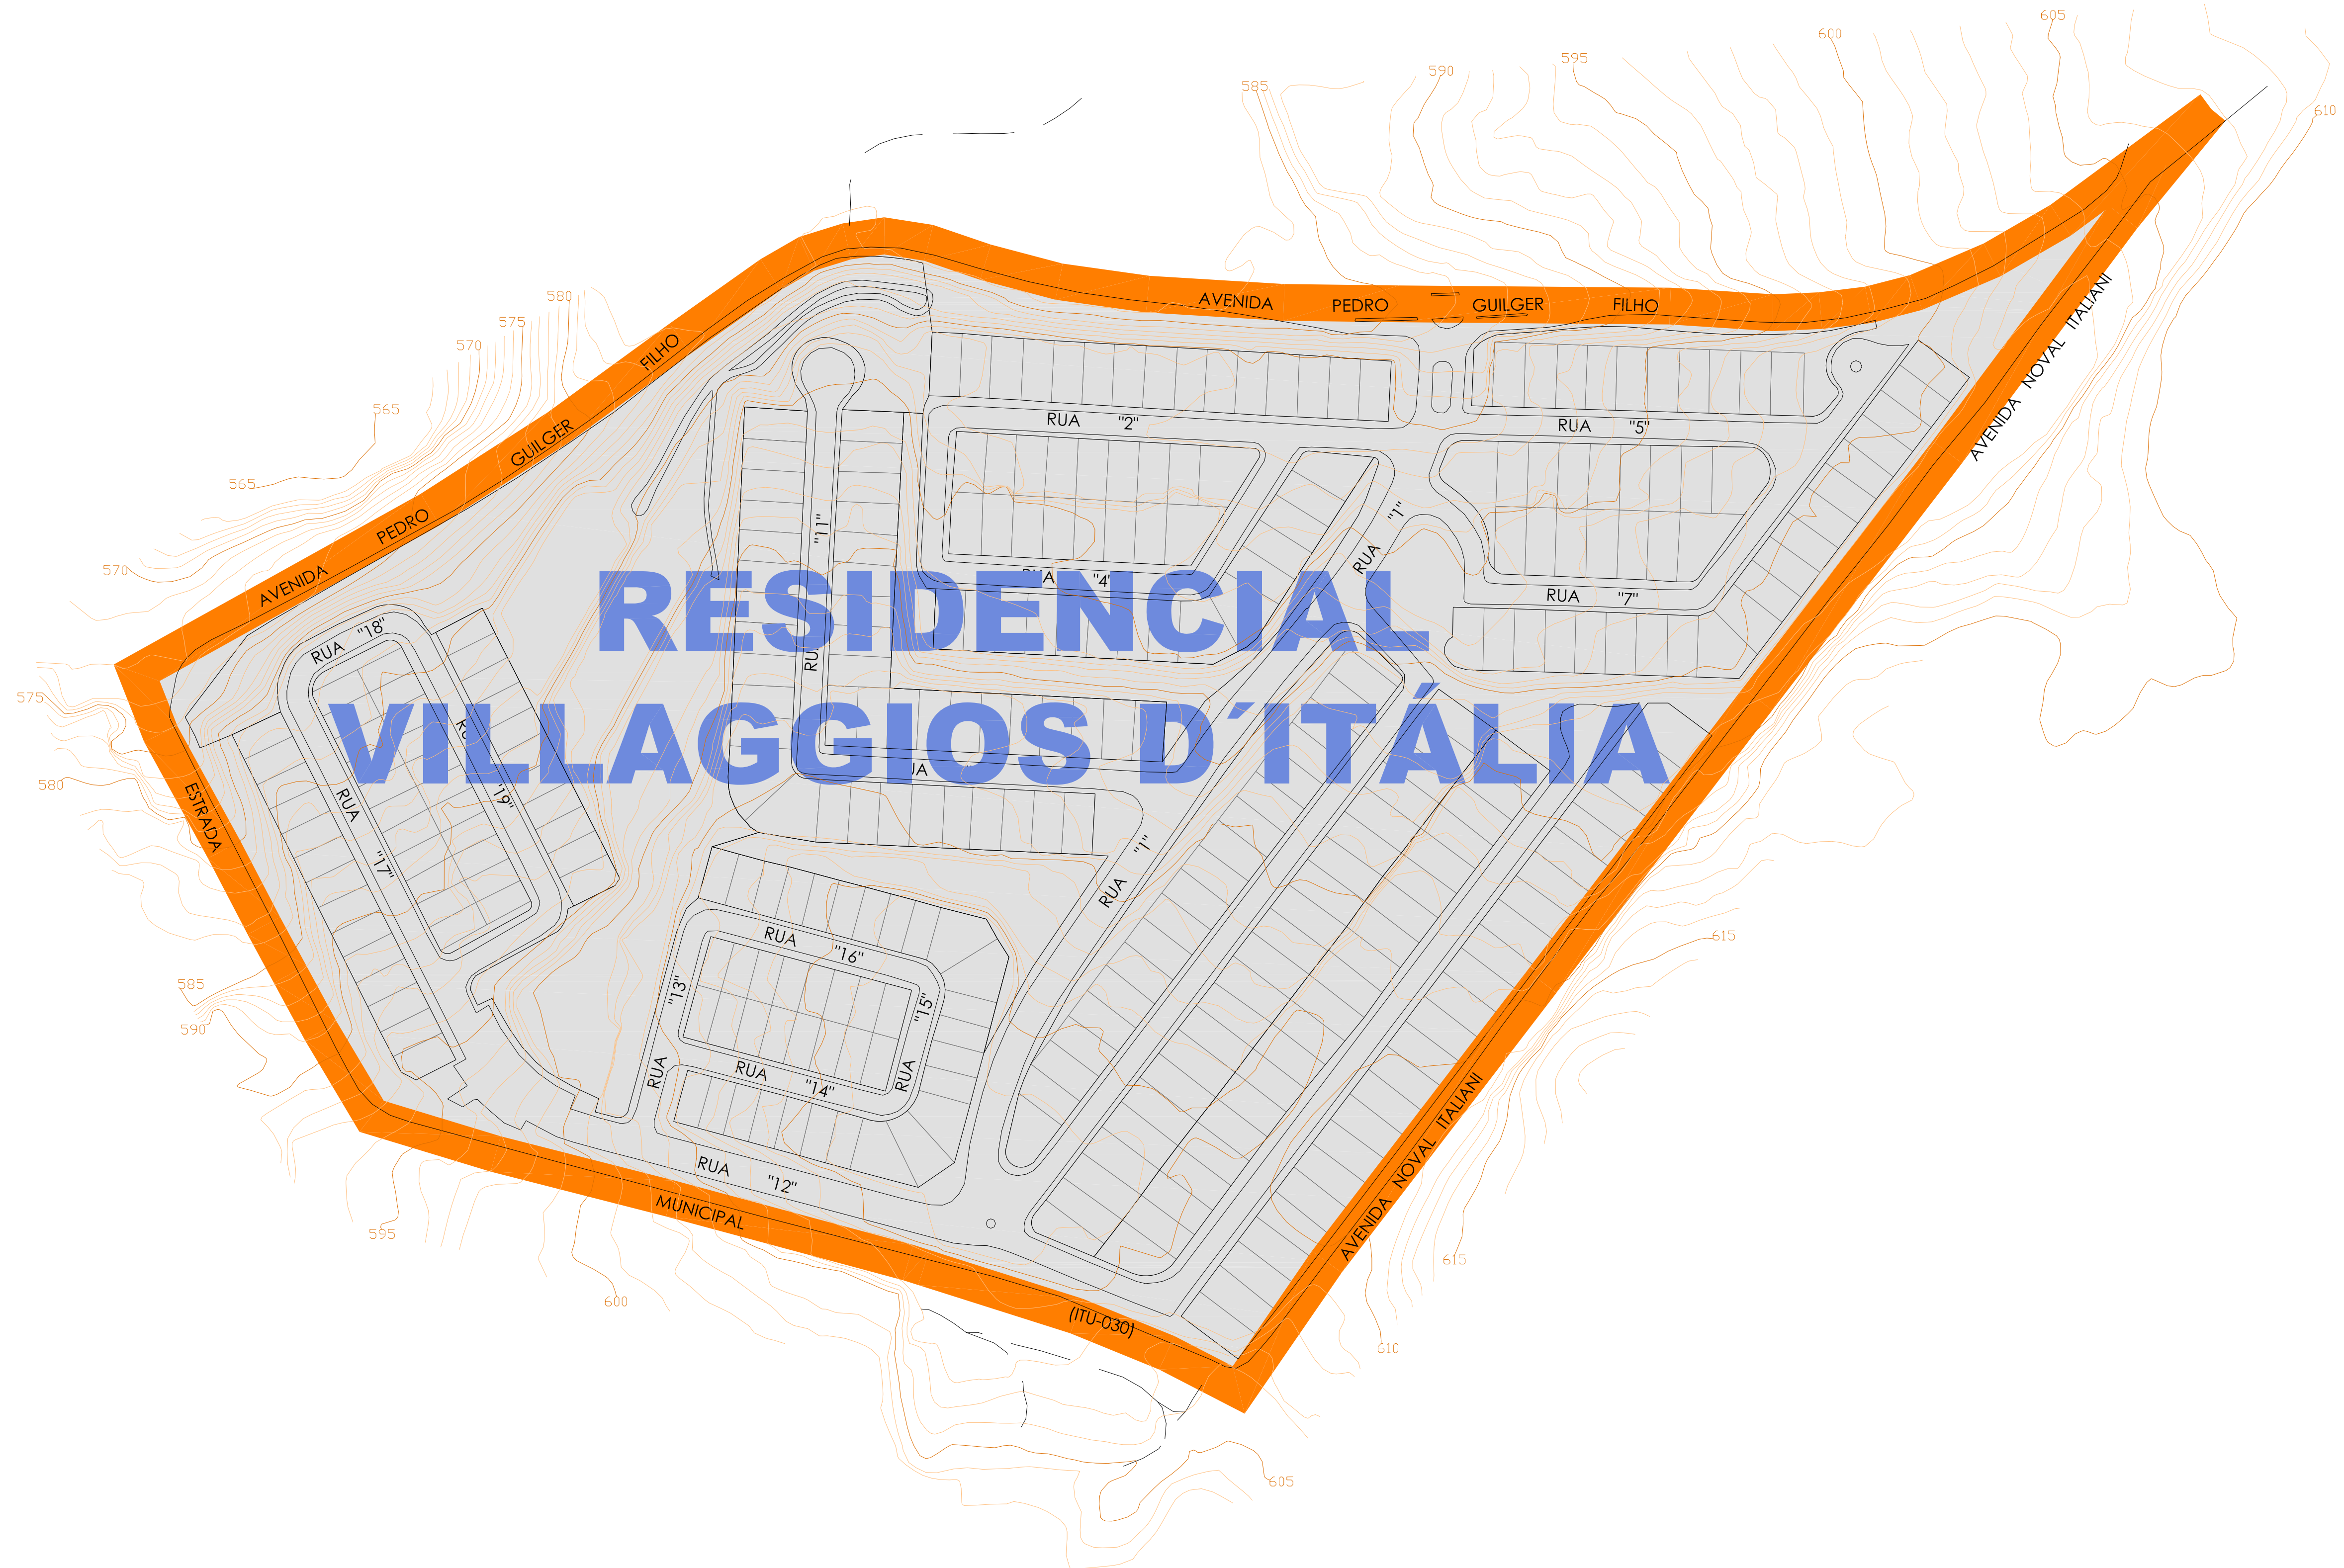 605
600
595
590
585
610
580
575
570
565
565
570
575
580
585
590
595
600
605
610
615
615
AVENIDA PEDRO GUILGER FILHO
AVENIDA PEDRO GUILGER FILHO
AVENIDA NOVAL ITALIANI
AVENIDA NOVAL ITALIANI
ESTRADA MUNICIPAL (ITU-030)
RUA "2"
RUA "5"
RUA "11"
RUA "1"
"4"
RUA "7"
RUA "18"
RESIDENCIAL
VILLAGGIOS D´ITÁLIA
RUA "17"
"19"
RUA "1"
RUA "16"
RUA "13"
RUA "15"
RUA "14"
RUA "12"